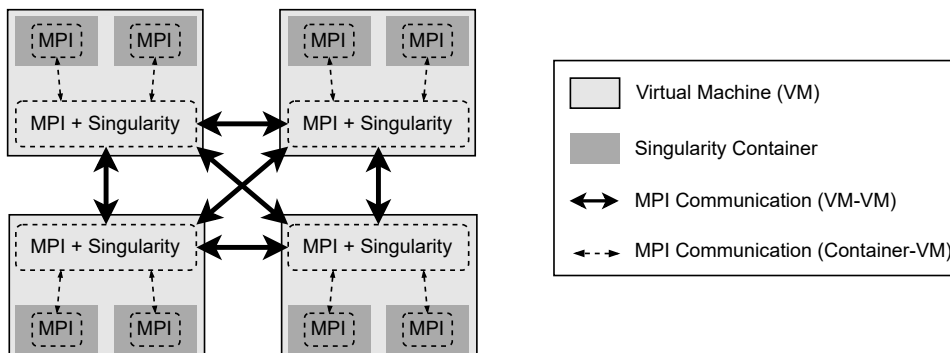 MPI MPI MPI MPI
MPI + Singularity MPI + Singularity
MPI + Singularity MPI + Singularity
MPI MPI MPI MPI
Virtual Machine (VM)
Singularity Container
MPI Communication (VM-VM)
MPI Communication (Container-VM)